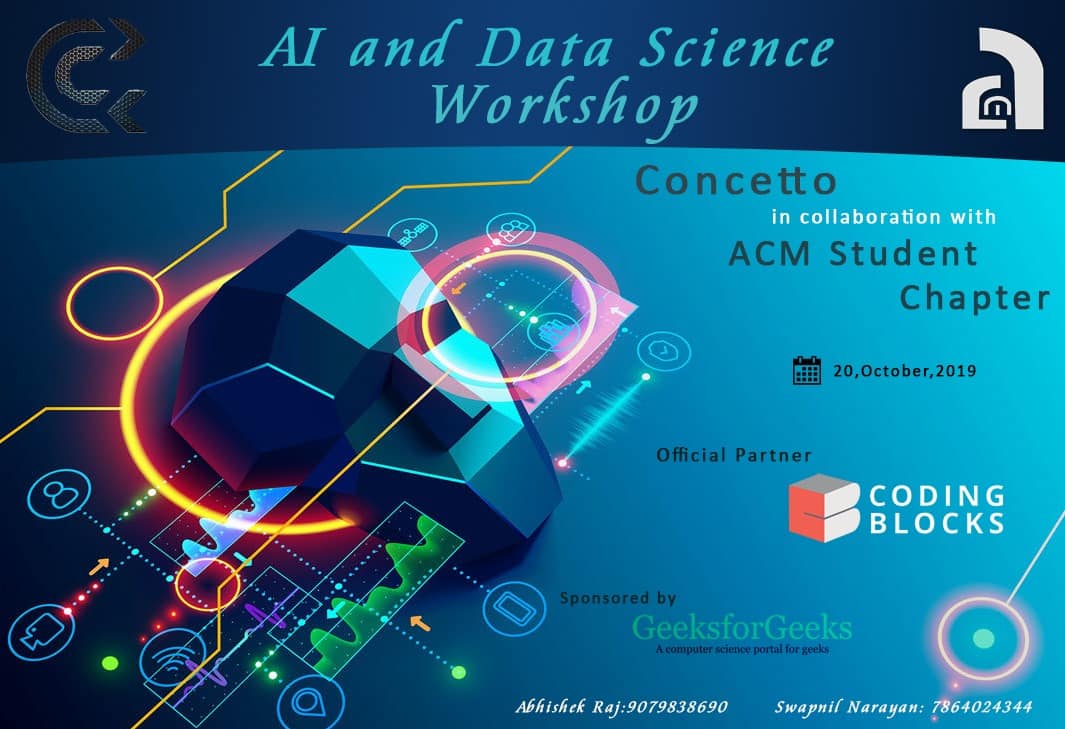 AI and Data Science
Workshop
Concetto
in collaboration with
ACM Student
Chapter
20,October,2019
Official Partner
CODING
BLOCKS
Sponsored by
GeeksforGeeks
A computer science portal for geeks
Abhishek Raj:9079838690
Swapnil Narayan: 7864024344